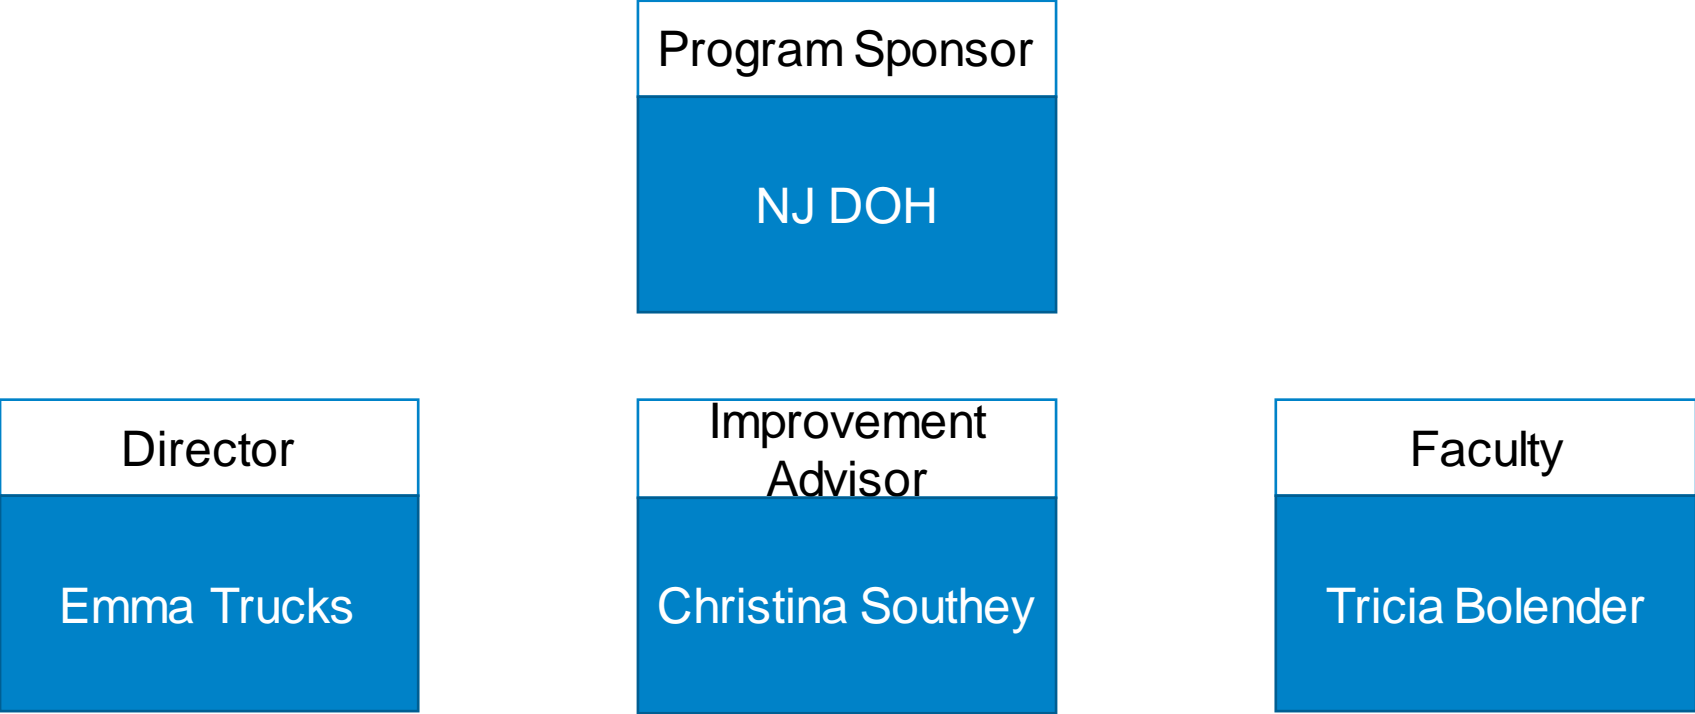 Program Sponsor
NJ DOH
Director
Emma Trucks
Improvement
Advisor
Christina Southey
Faculty
Tricia Bolender